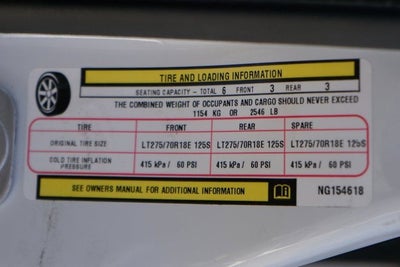 TIRE AND LOADING INFORMATION
SEATING CAPACITY - TOTAL 6 FRONT 3 REAR 3
THE COMBINED WEIGHT OF OCCUPANTS AND CARGO SHOULD NEVER EXCEED
1154 KG OR 2546 LB
TIRE FRONT REAR SPARE
ORIGINAL TIRE SIZE LT275/70R18E 125S LT275/70R18E 125S LT275/70R18E 125S
COLD TIRE INFLATION
PRESSURE 415 kPa / 60 PSI 415 kPa / 60 PSI 415 kPa / 60 PSI
SEE OWNERS MANUAL FOR ADDITIONAL INFORMATION NG154618